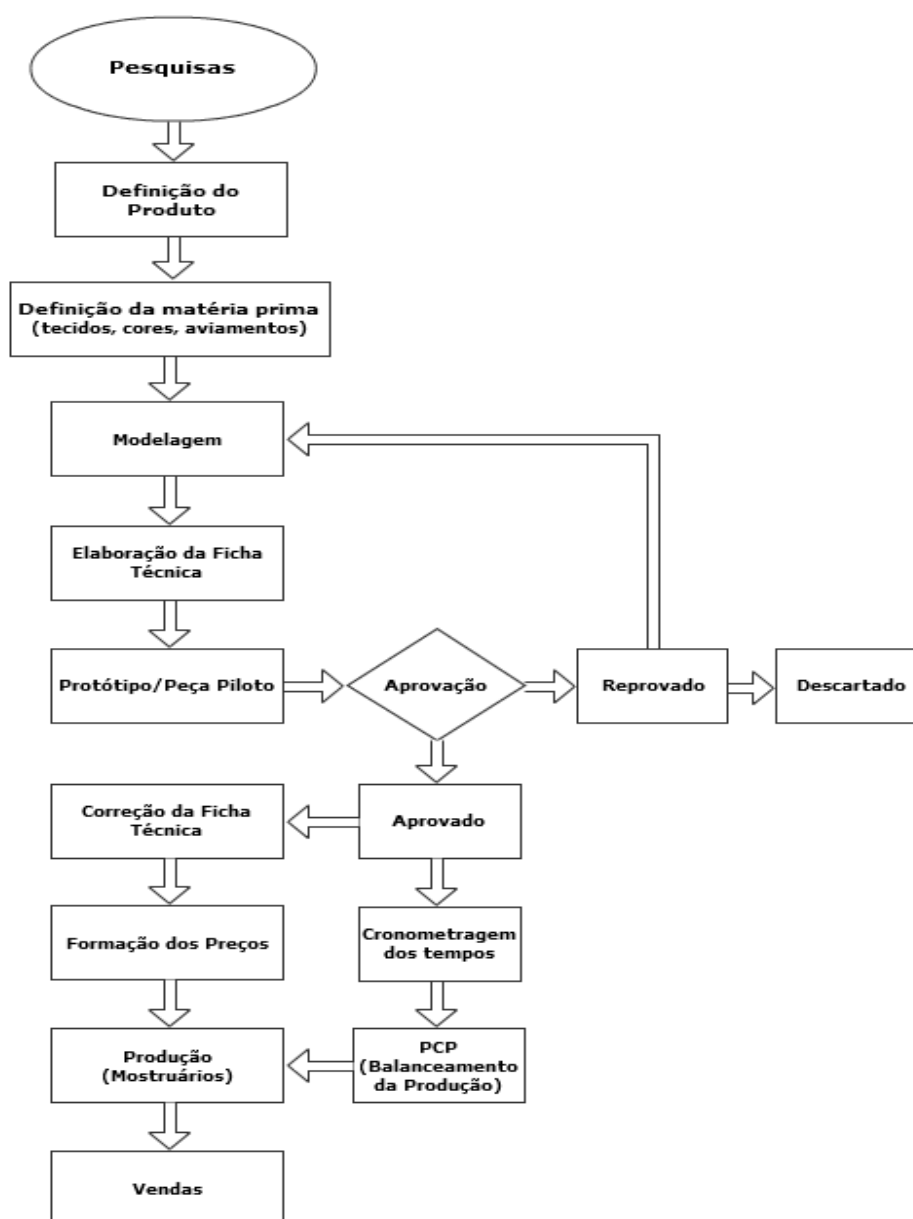 Pesquisas
Definição do
Produto
Definição da matéria prima
(tecidos, cores, aviamentos)
Modelagem
Elaboração da Ficha
Técnica
Protótipo/Peça Piloto
Aprovação
Reprovado
Descartado
Correção da Ficha
Técnica
Aprovado
Formação dos Preços
Cronometragem
dos tempos
Produção
(Mostruários)
PCP
(Balanceamento
da Produção)
Vendas